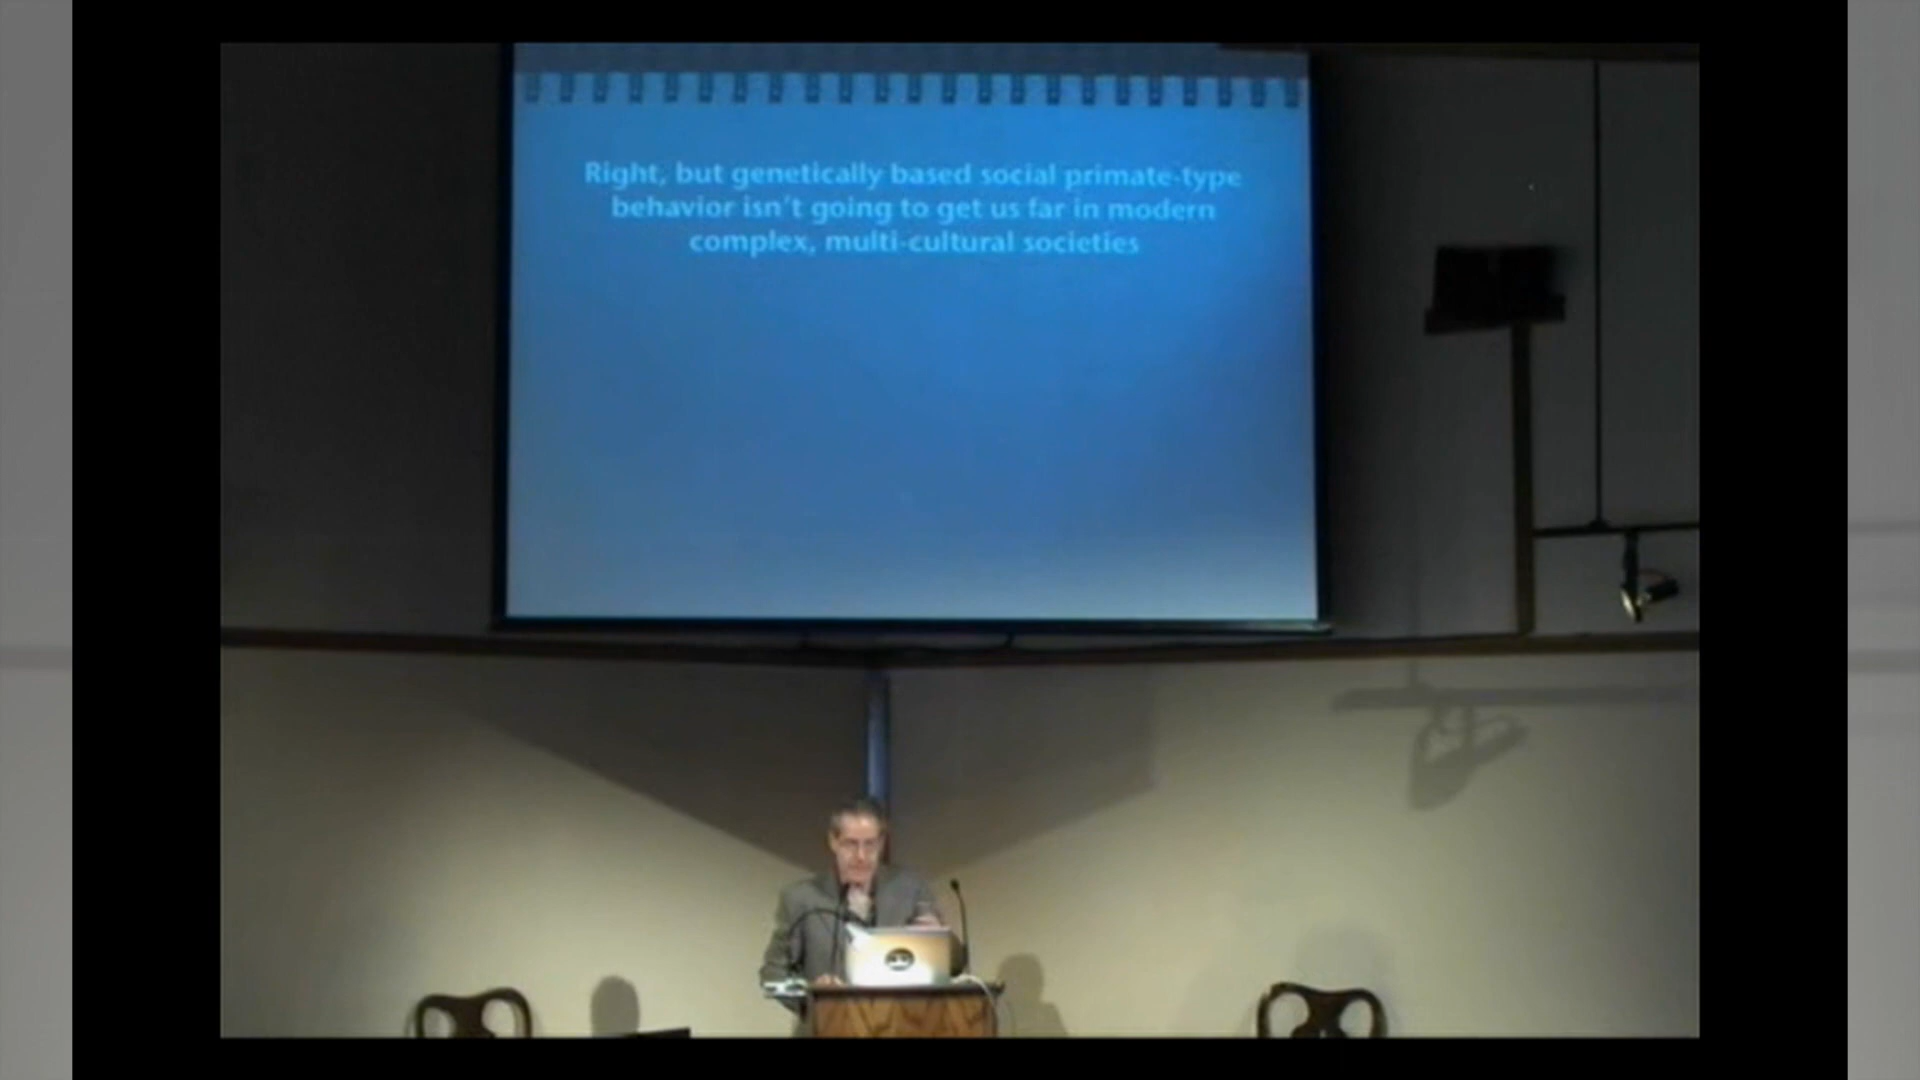 Right, but genetically based social primate-type
behavior isn't going to get us far in modern
complex, multi-cultural societies